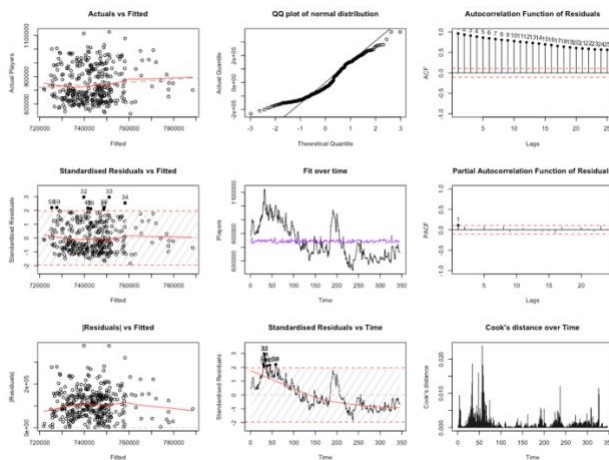 Actuals vs Fitted
Actual Players
600000 800000 1100000
720000 740000 760000 780000
Fitted
QQ plot of normal distribution
Actual Quantile
-2e+05 0e+00 2e+05
-3 -2 -1 0 1 2 3
Theoretical Quantile
Autocorrelation Function of Residuals
ACF
-1.0 -0.5 0.0 0.5 1.0
5 10 15 20 25
Lags
Standardised Residuals vs Fitted
Standardised Residuals
-2 -1 0 1 2 3
32 33 34
720000 740000 760000 780000
Fitted
Fit over time
Players
600000 800000 1100000
0 50 100 150 200 250 300 350
Time
Partial Autocorrelation Function of Residuals
PACF
-1.0 -0.5 0.0 0.5 1.0
1
5 10 15 20
Lags
|Residuals| vs Fitted
|Residuals|
0e+00 2e+05
720000 740000 760000 780000
Fitted
Standardised Residuals vs Time
Standardised Residuals
-2 -1 0 1 2 3
32
0 50 100 150 200 250 300 350
Time
Cook's distance over Time
Cook's distance
0.000 0.010 0.020
0 50 100 150 200 250 300 350
Time